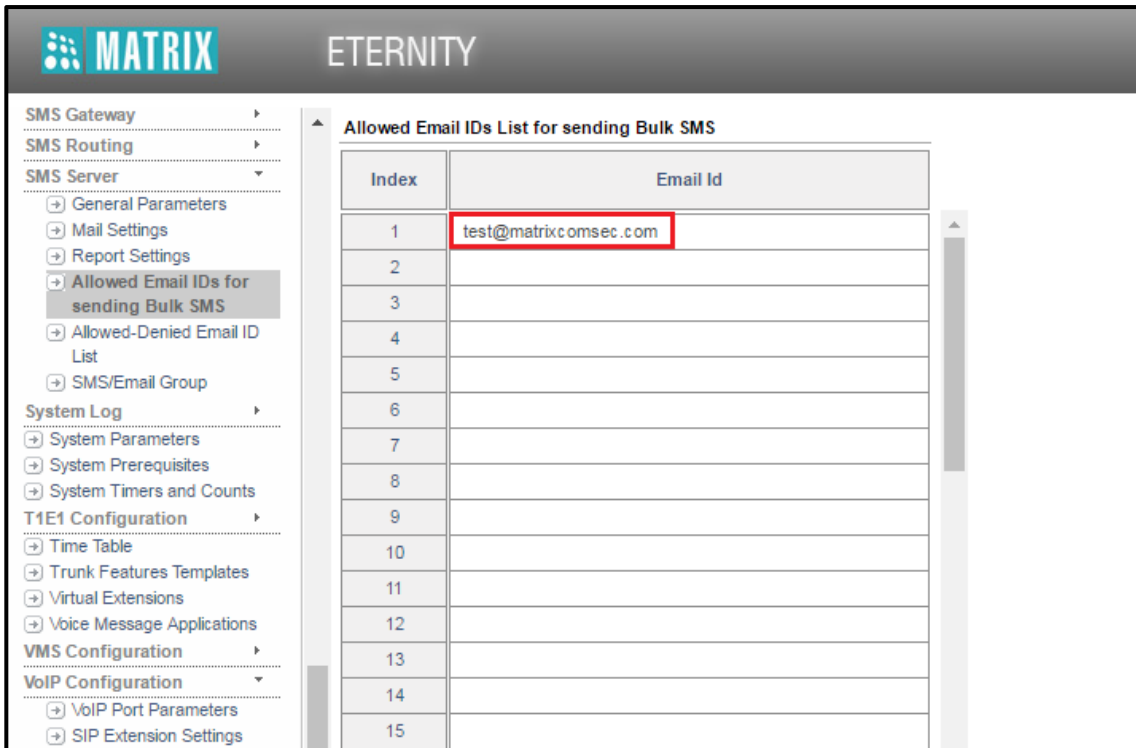 MATRIX
ETERNITY
SMS Gateway
SMS Routing
SMS Server
General Parameters
Mail Settings
Report Settings
Allowed Email IDs for
sending Bulk SMS
Allowed-Denied Email ID
List
SMS/Email Group
System Log
System Parameters
System Prerequisites
System Timers and Counts
T1E1 Configuration
Time Table
Trunk Features Templates
Virtual Extensions
Voice Message Applications
VMS Configuration
VoIP Configuration
VoIP Port Parameters
SIP Extension Settings
Allowed Email IDs List for sending Bulk SMS
Index Email Id
1 test@matrixcomsec.com
2
3
4
5
6
7
8
9
10
11
12
13
14
15